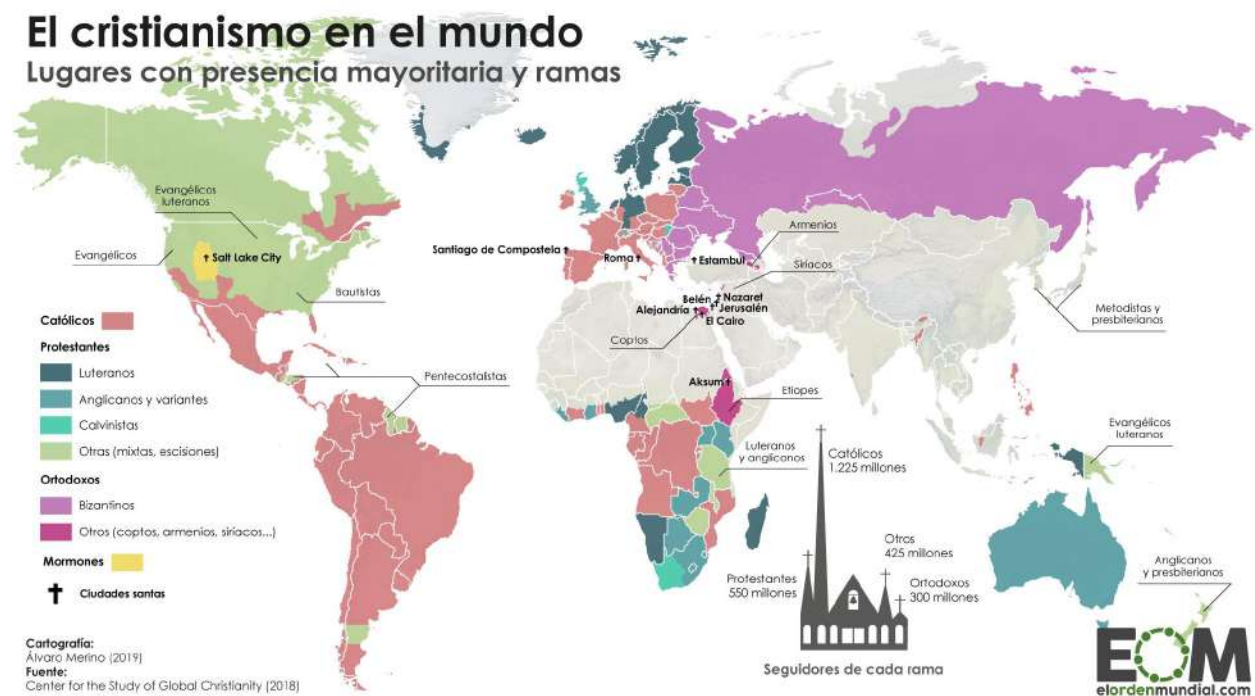 El cristianismo en el mundo
Lugares con presencia mayoritaria y ramas
EOM
elordenmundial.com
Evangélicos
luteranos
Evangélicos
Salt Lake City
Bautistas
Santiago de Compostela
Roma
Estambul
Armenios
Siríacos
Belén
Nazaret
Alejandría
Jerusalén
El Cairo
Coptos
Metodistas y
presbiterianos
Católicos
Protestantes
Luteranos
Anglicanos y variantes
Calvinistas
Otras (mixtas, escisiones)
Ortodoxos
Bizantinos
Otros (coptos, armenios, siríacos...)
Mormones
Ciudades santas
Pentecostalistas
Aksum
Etíopes
Luteranos
y anglicanos
Evangélicos
luteranos
Católicos
1.225 millones
Otros
425 millones
Protestantes
550 millones
Ortodoxos
300 millones
Seguidores de cada rama
Anglicanos
y presbiterianos
Cartografía:
Álvaro Merino (2019)
Fuente:
Center for the Study of Global Christianity (2018)
EOM
elordenmundial.com